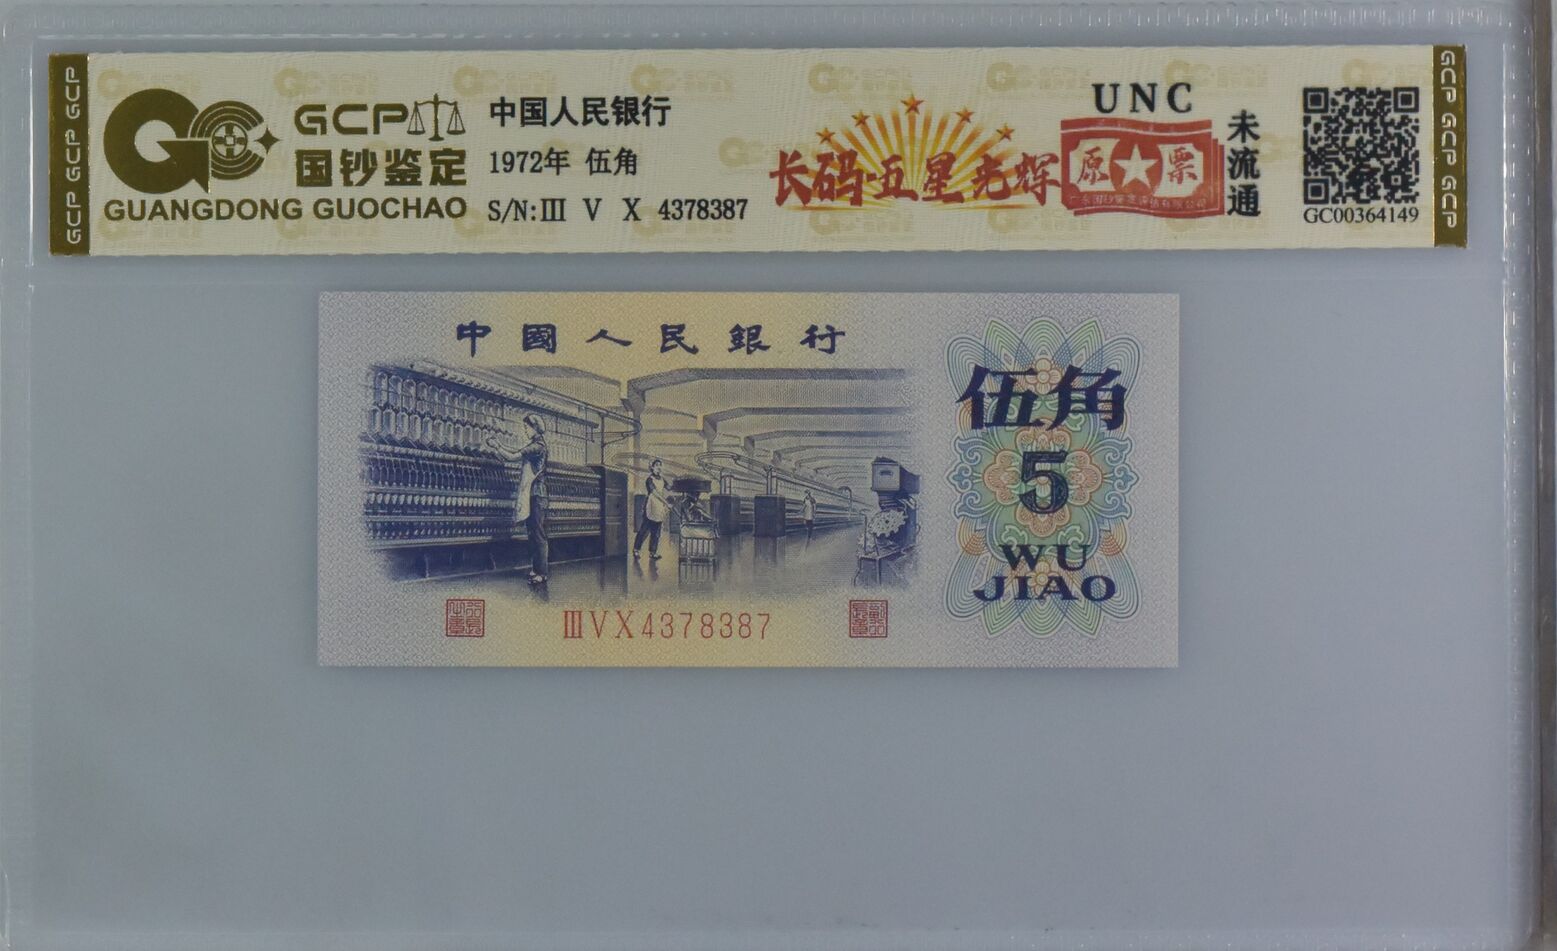 GCP GCP GCP
GCP
国钞鉴定
GUANGDONG GUOCHAO
中国人民银行
1972年 伍角
S/N:Ⅲ V X 4378387
长码五星光辉
UNC
原票
未流通
GC00364149
GCP GCP GCP
中國人民銀行
伍角
5
WU
JIAO
ⅢVX4378387